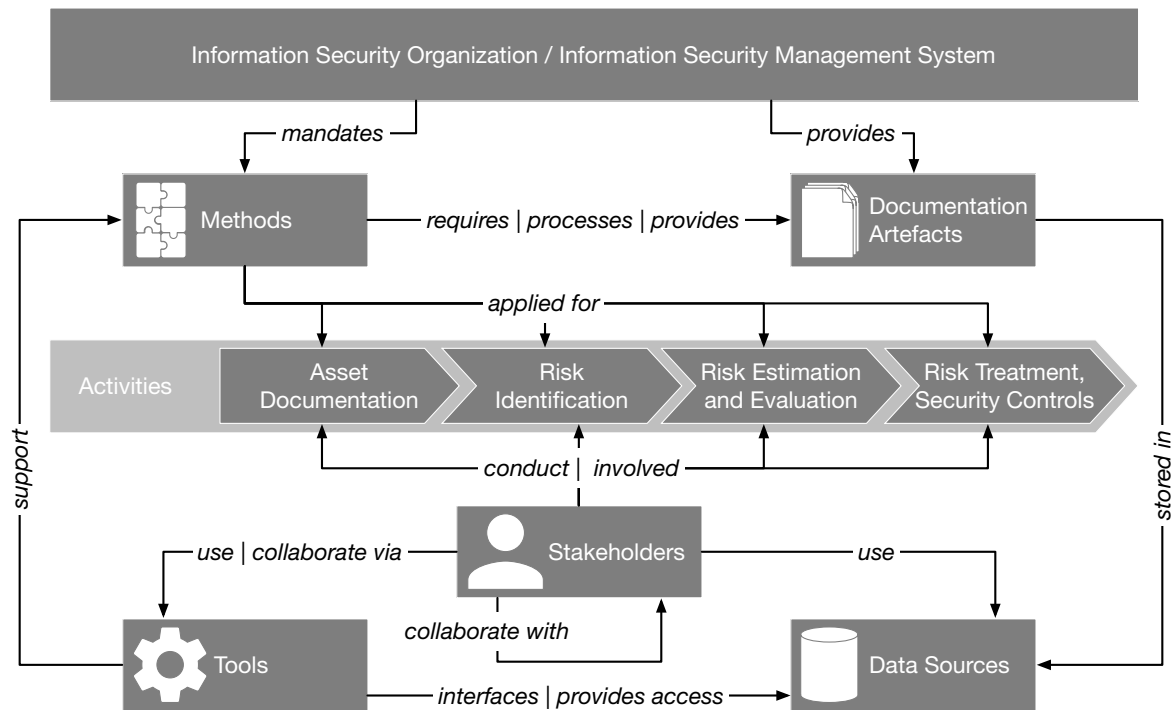 Information Security Organization / Information Security Management System
mandates
provides
Methods
requires | processes | provides
Documentation
Artefacts
applied for
Activities
Asset
Documentation
Risk
Identification
Risk Estimation
and Evaluation
Risk Treatment,
Security Controls
support
conduct | involved
stored in
use | collaborate via
Stakeholders
use
collaborate with
Tools
Data Sources
interfaces | provides access